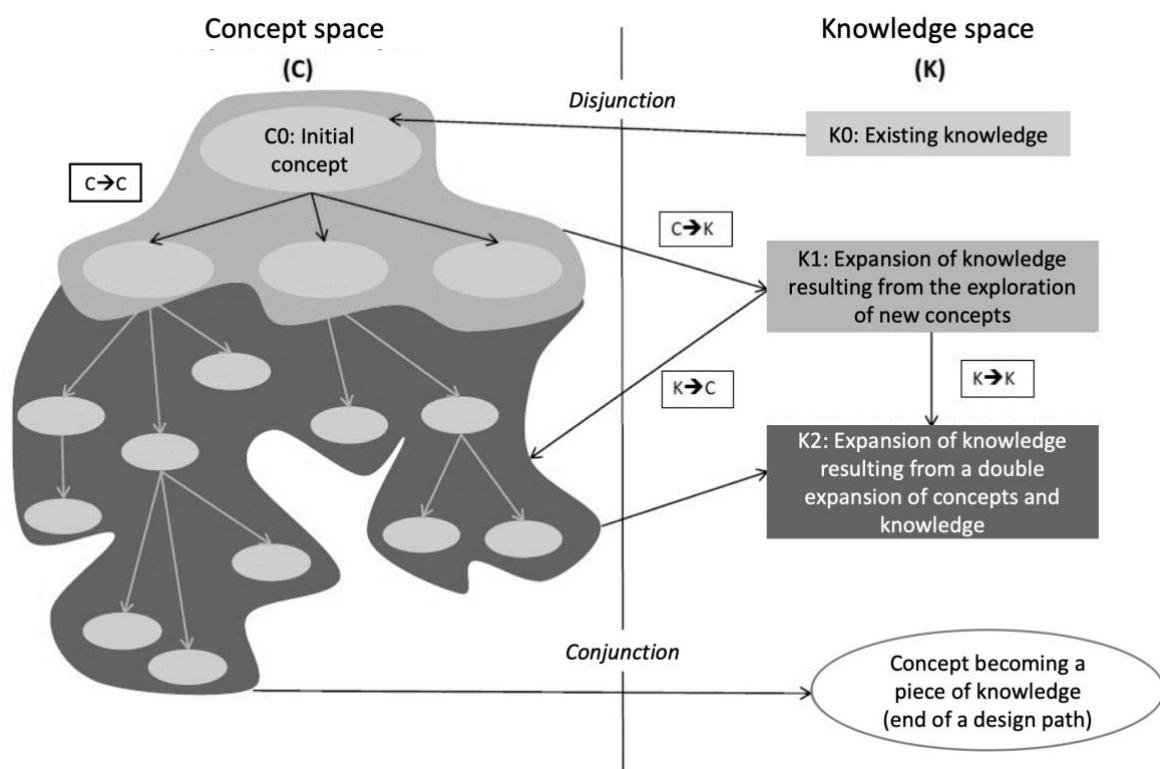 Concept space
(C)
Knowledge space
(K)
Disjunction
C0: Initial
concept
K0: Existing knowledge
C➔C
C➔K
K1: Expansion of knowledge
resulting from the exploration
of new concepts
K➔C
K➔K
K2: Expansion of knowledge
resulting from a double
expansion of concepts and
knowledge
Conjunction
Concept becoming a
piece of knowledge
(end of a design path)